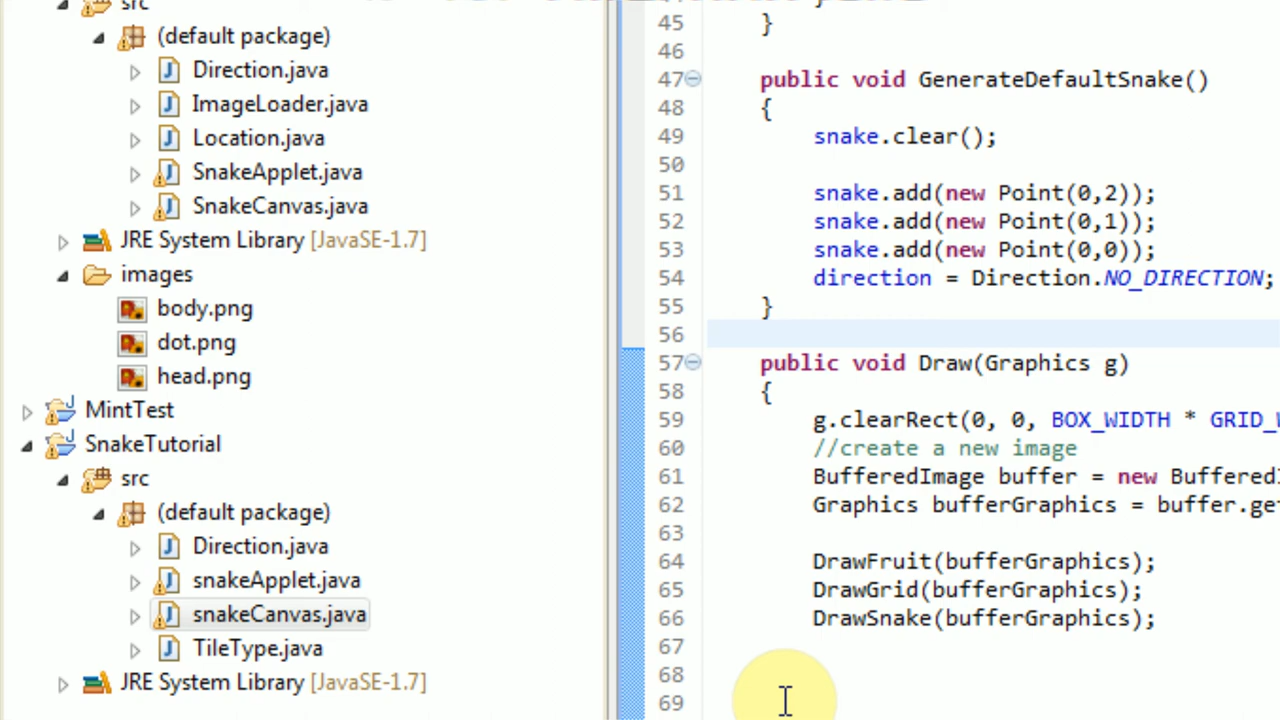 src
(default package)
Direction.java
ImageLoader.java
Location.java
SnakeApplet.java
SnakeCanvas.java
JRE System Library [JavaSE-1.7]
images
body.png
dot.png
head.png
MintTest
SnakeTutorial
src
(default package)
Direction.java
snakeApplet.java
snakeCanvas.java
TileType.java
JRE System Library [JavaSE-1.7]
45 }
46
47 public void GenerateDefaultSnake()
48 {
49 snake.clear();
50
51 snake.add(new Point(0,2));
52 snake.add(new Point(0,1));
53 snake.add(new Point(0,0));
54 direction = Direction.NO_DIRECTION;
55 }
56
57 public void Draw(Graphics g)
58 {
59 g.clearRect(0, 0, BOX_WIDTH * GRID_
60 //create a new image
61 BufferedImage buffer = new Buffered
62 Graphics bufferGraphics = buffer.ge
63
64 DrawFruit(bufferGraphics);
65 DrawGrid(bufferGraphics);
66 DrawSnake(bufferGraphics);
67
68
69